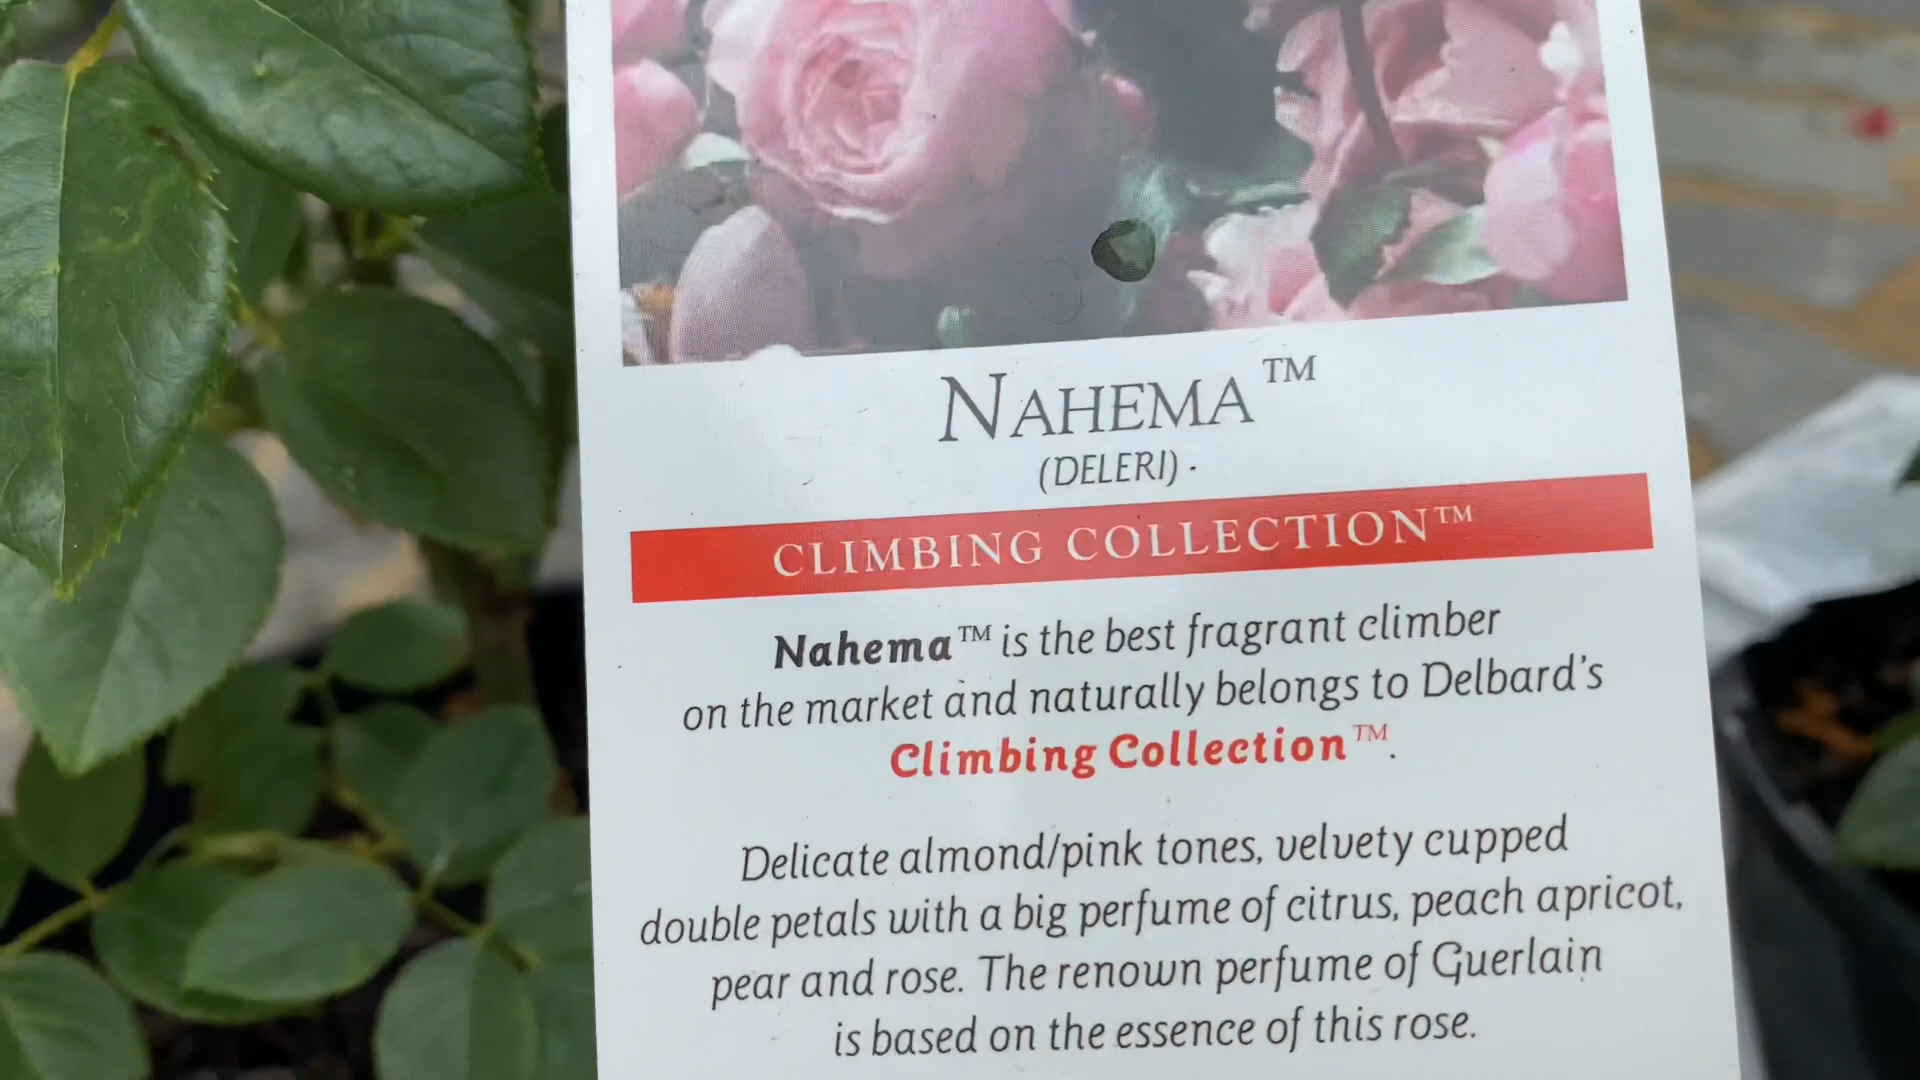 NAHEMA™
(DELERI) ·
CLIMBING COLLECTION™
Nahema™ is the best fragrant climber
on the market and naturally belongs to Delbard's
Climbing Collection™.
Delicate almond/pink tones, velvety cupped
double petals with a big perfume of citrus, peach apricot,
pear and rose. The renown perfume of Guerlain
is based on the essence of this rose.